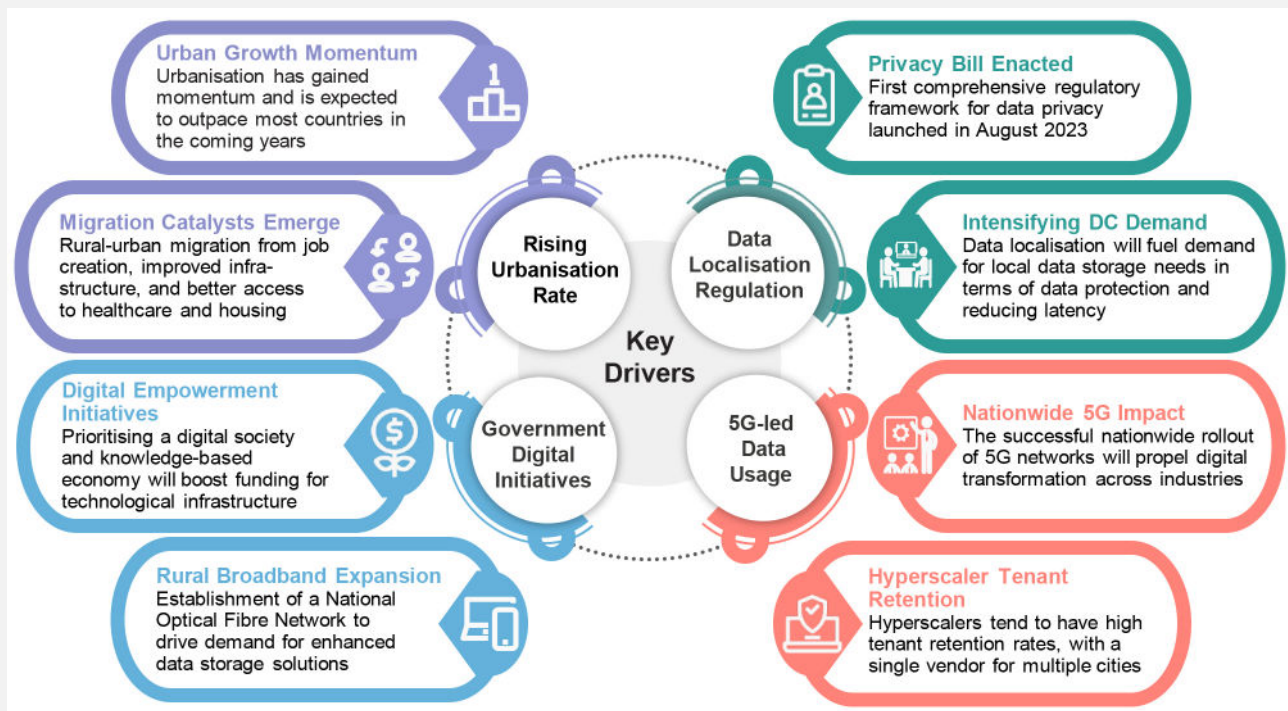 Urban Growth Momentum
Urbanisation has gained
momentum and is expected
to outpace most countries in
the coming years
Migration Catalysts Emerge
Rural-urban migration from job
creation, improved infra-
structure, and better access
to healthcare and housing
Digital Empowerment
Initiatives
Prioritising a digital society
and knowledge-based
economy will boost funding for
technological infrastructure
Rural Broadband Expansion
Establishment of a National
Optical Fibre Network to
drive demand for enhanced
data storage solutions
1
$
Rising
Urbanisation
Rate
Data
Localisation
Regulation
Key
Drivers
Government
Digital
Initiatives
5G-led
Data
Usage
Privacy Bill Enacted
First comprehensive regulatory
framework for data privacy
launched in August 2023
Intensifying DC Demand
Data localisation will fuel demand
for local data storage needs in
terms of data protection and
reducing latency
Nationwide 5G Impact
The successful nationwide rollout
of 5G networks will propel digital
transformation across industries
Hyperscaler Tenant
Retention
Hyperscalers tend to have high
tenant retention rates, with a
single vendor for multiple cities